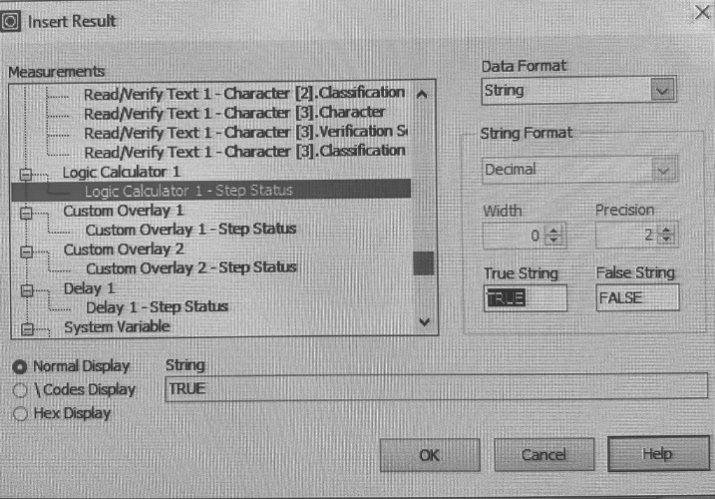 Insert Result
Measurements
Read/Verify Text 1 - Character [2].Classification
Read/Verify Text 1 - Character [3].Character
Read/Verify Text 1 - Character [3].Verification S
Read/Verify Text 1 - Character [3].Classification
Logic Calculator 1
Logic Calculator 1 - Step Status
Custom Overlay 1
Custom Overlay 1 - Step Status
Custom Overlay 2
Custom Overlay 2 - Step Status
Delay 1
Delay 1 - Step Status
System Variable
Data Format
String
String Format
Decimal
Width Precision
0 2
True String False String
TRUE FALSE
Normal Display
\ Codes Display
Hex Display
String
TRUE
OK Cancel Help